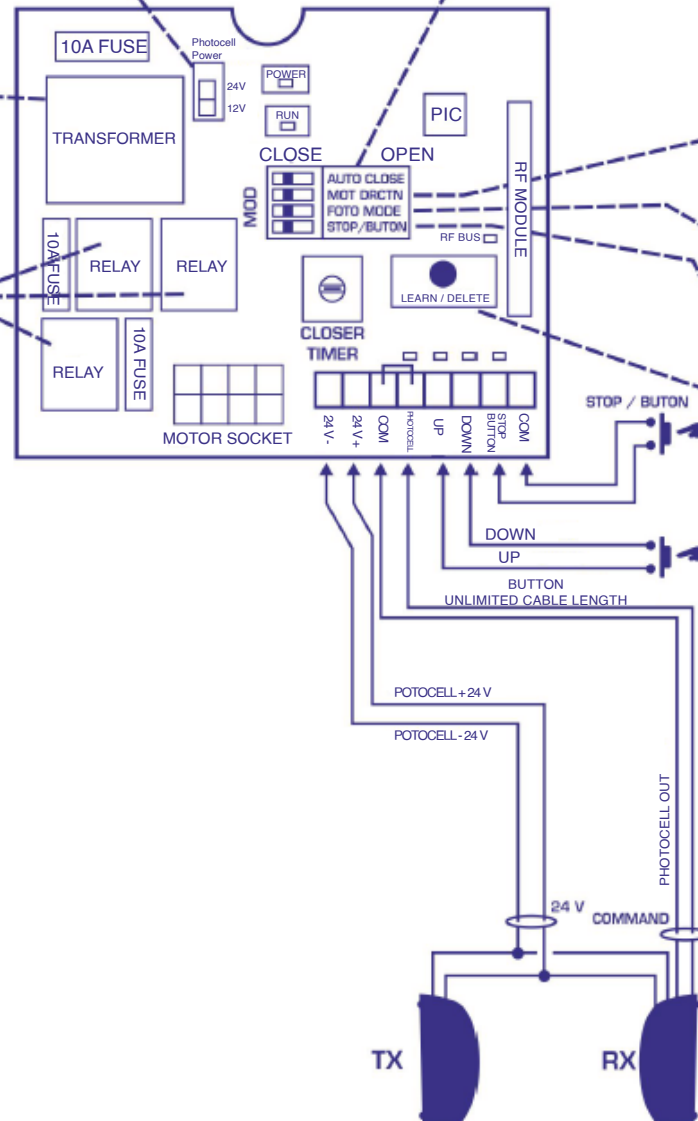 10A FUSE
Photocell
Power
24V
12V
POWER
RUN
PIC
TRANSFORMER
CLOSE
OPEN
MOD
AUTO CLOSE
MOT DRCTN
FOTO MODE
STOP/BUTON
RF MODULE
RF BUS
10A FUSE
RELAY
RELAY
LEARN / DELETE
CLOSER
TIMER
RELAY
10A FUSE
MOTOR SOCKET
24 V -
24 V +
COM
PHOTOCELL
UP
DOWN
STOP
BUTTON
COM
STOP / BUTON
DOWN
UP
BUTTON
UNLIMITED CABLE LENGTH
POTOCELL + 24 V
POTOCELL - 24 V
PHOTOCELL OUT
24 V
COMMAND
TX
RX